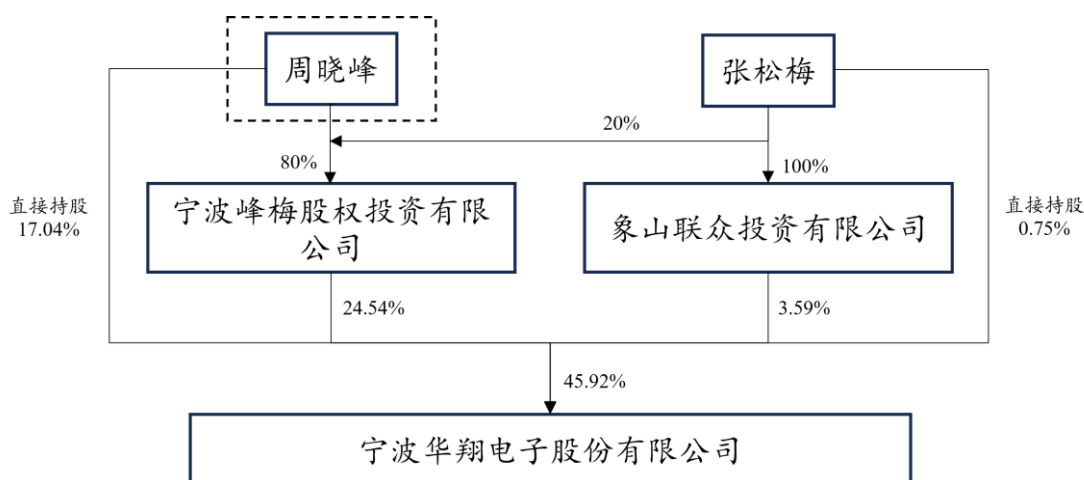 周晓峰
张松梅
20%
80%
100%
直接持股
17.04%
宁波峰梅股权投资有限
公司
象山联众投资有限公司
直接持股
0.75%
24.54%
3.59%
45.92%
宁波华翔电子股份有限公司